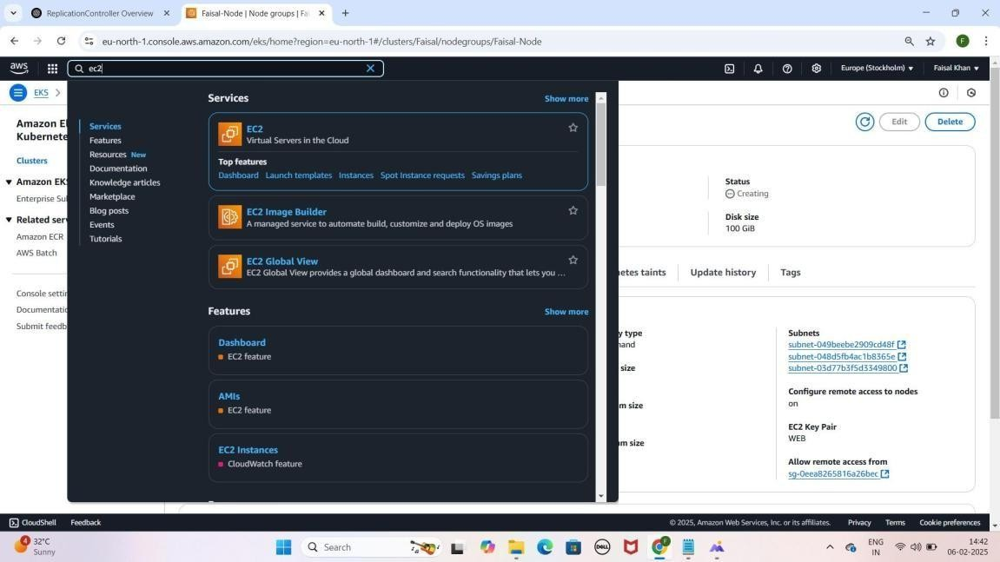 ReplicationController Overview
Faisal-Node | Node groups | Fai
eu-north-1.console.aws.amazon.com/eks/home?region=eu-north-1#/clusters/Faisal/nodegroups/Faisal-Node
F
aws
ec2
Europe (Stockholm)
Faisal Khan
EKS
Amazon El
Kubernete
Clusters
Amazon EK
Enterprise Sul
Related serv
Amazon ECR
AWS Batch
Console settin
Documentatio
Submit feedb
Services
Features
Resources New
Documentation
Knowledge articles
Marketplace
Blog posts
Events
Tutorials
Services
Show more
EC2
Virtual Servers in the Cloud
Top features
Dashboard Launch templates Instances Spot Instance requests Savings plans
EC2 Image Builder
A managed service to automate build, customize and deploy OS images
EC2 Global View
EC2 Global View provides a global dashboard and search functionality that lets you ...
Features
Show more
Dashboard
EC2 feature
AMIs
EC2 feature
EC2 Instances
CloudWatch feature
Edit
Delete
Status
Creating
Disk size
100 GiB
netes taints
Update history
Tags
y type
nand
size
m size
um size
Subnets
subnet-049beebe2909cd48f
subnet-048d5fb4ac1b8365e
subnet-03d77b3f5d3349800
Configure remote access to nodes
on
EC2 Key Pair
WEB
Allow remote access from
sg-0eea8265816a26bec
CloudShell
Feedback
© 2025, Amazon Web Services, Inc. or its affiliates.
Privacy
Terms
Cookie preferences
4
32°C
Sunny
Search
DELL
F
ENG
IN
14:42
06-02-2025